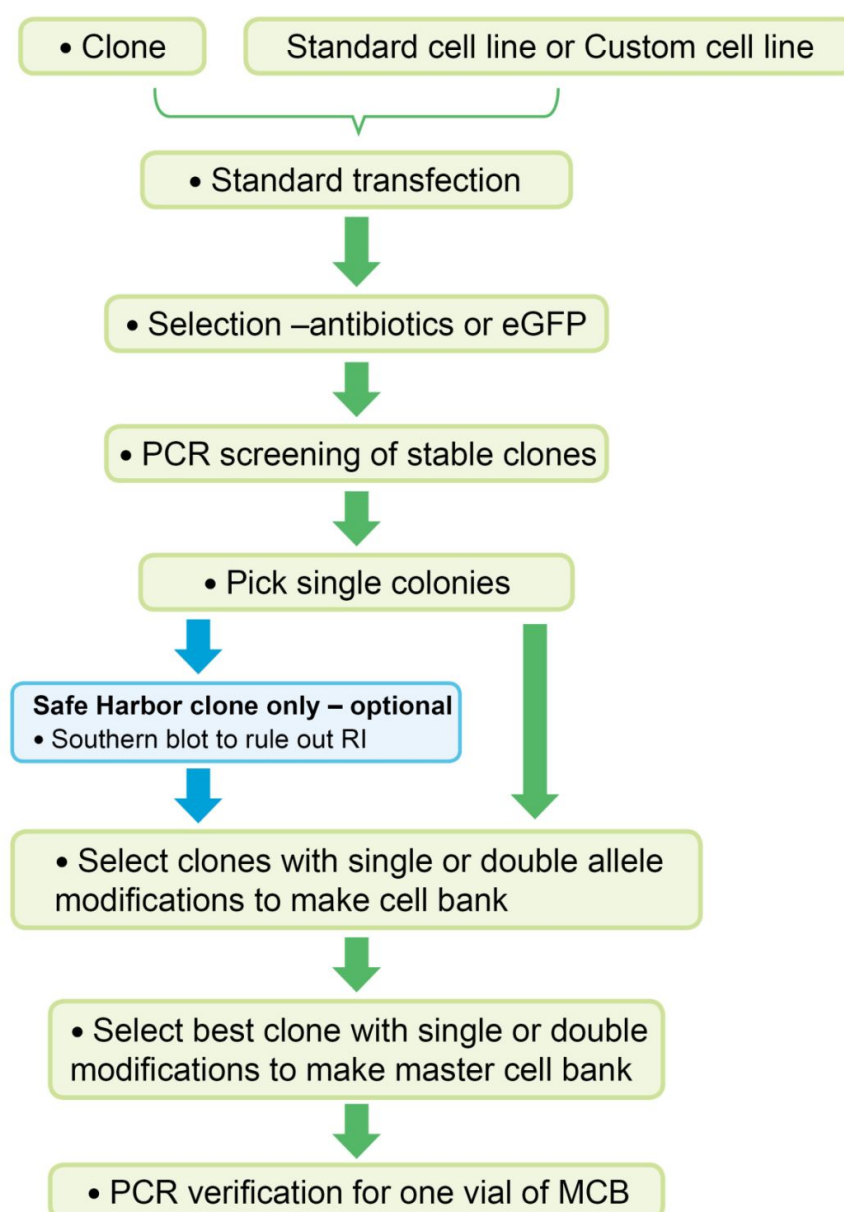 • Clone
Standard cell line or Custom cell line
• Standard transfection
• Selection –antibiotics or eGFP
• PCR screening of stable clones
• Pick single colonies
Safe Harbor clone only – optional
• Southern blot to rule out RI
• Select clones with single or double allele
modifications to make cell bank
• Select best clone with single or double
modifications to make master cell bank
• PCR verification for one vial of MCB